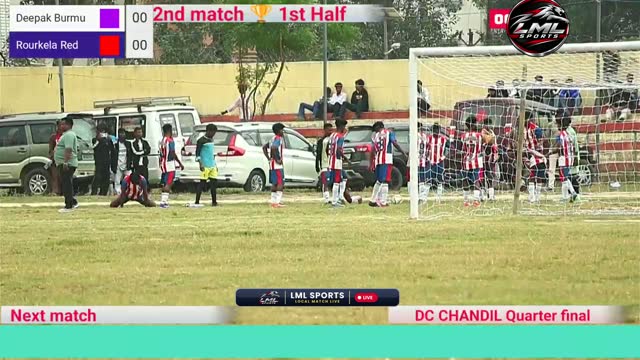 Deepak Burmu 00
Rourkela Red 00
2nd match 🏆 1st Half
LML
SPORTS
LML SPORTS
LOCAL MATCH LIVE
LIVE
Next match
DC CHANDIL Quarter final